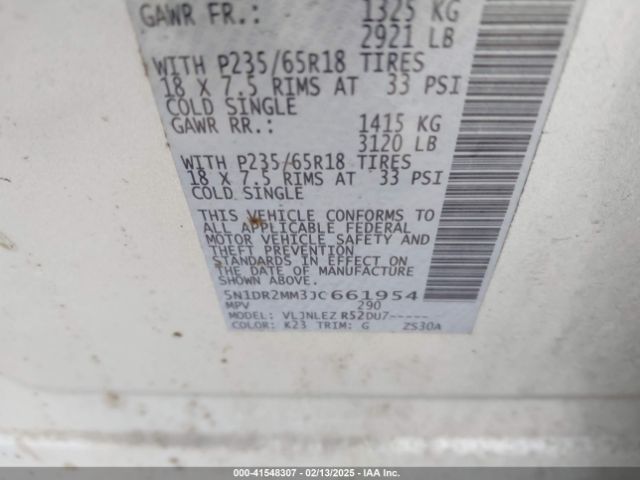 GAWR FR.: 1325 KG
2921 LB
WITH P235/65R18 TIRES
18 X 7.5 RIMS AT 33 PSI
COLD SINGLE
GAWR RR.: 1415 KG
3120 LB
WITH P235/65R18 TIRES
18 X 7.5 RIMS AT 33 PSI
COLD SINGLE
THIS VEHICLE CONFORMS TO
ALL APPLICABLE FEDERAL
MOTOR VEHICLE SAFETY AND
THEFT PREVENTION
STANDARDS IN EFFECT ON
THE DATE OF MANUFACTURE
SHOWN ABOVE.
5N1DR2MM3JC661954
MPV 290
MODEL: VLJNLEZ R52DU7-----
COLOR: K23 TRIM: G ZS30A
000-41548307 - 02/13/2025 - IAA Inc.